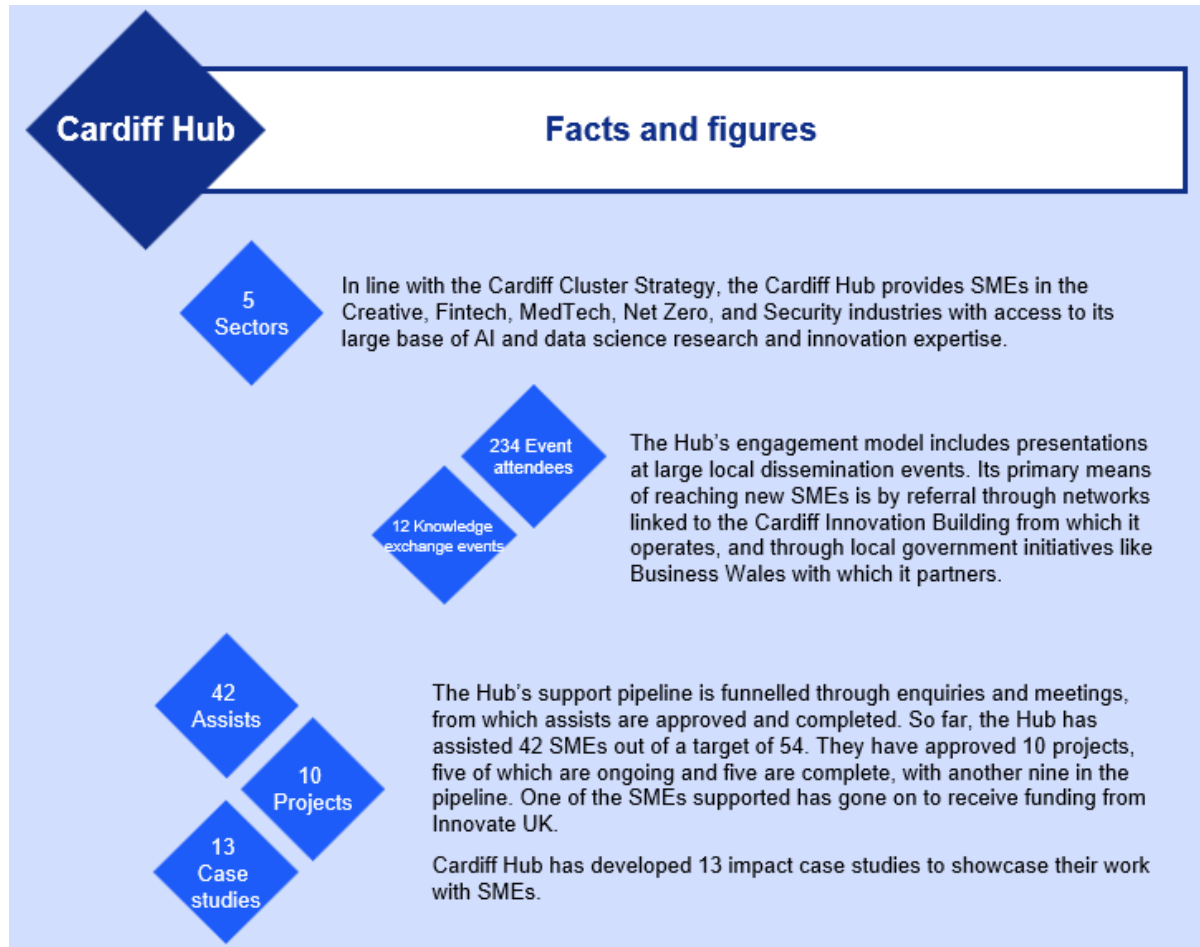 Cardiff Hub
Facts and figures
5
Sectors
In line with the Cardiff Cluster Strategy, the Cardiff Hub provides SMEs in the
Creative, Fintech, MedTech, Net Zero, and Security industries with access to its
large base of AI and data science research and innovation expertise.
234 Event
attendees
12 Knowledge
exchange events
The Hub’s engagement model includes presentations
at large local dissemination events. Its primary means
of reaching new SMEs is by referral through networks
linked to the Cardiff Innovation Building from which it
operates, and through local government initiatives like
Business Wales with which it partners.
42
Assists
10
Projects
13
Case
studies
The Hub’s support pipeline is funnelled through enquiries and meetings,
from which assists are approved and completed. So far, the Hub has
assisted 42 SMEs out of a target of 54. They have approved 10 projects,
five of which are ongoing and five are complete, with another nine in the
pipeline. One of the SMEs supported has gone on to receive funding from
Innovate UK.
Cardiff Hub has developed 13 impact case studies to showcase their work
with SMEs.